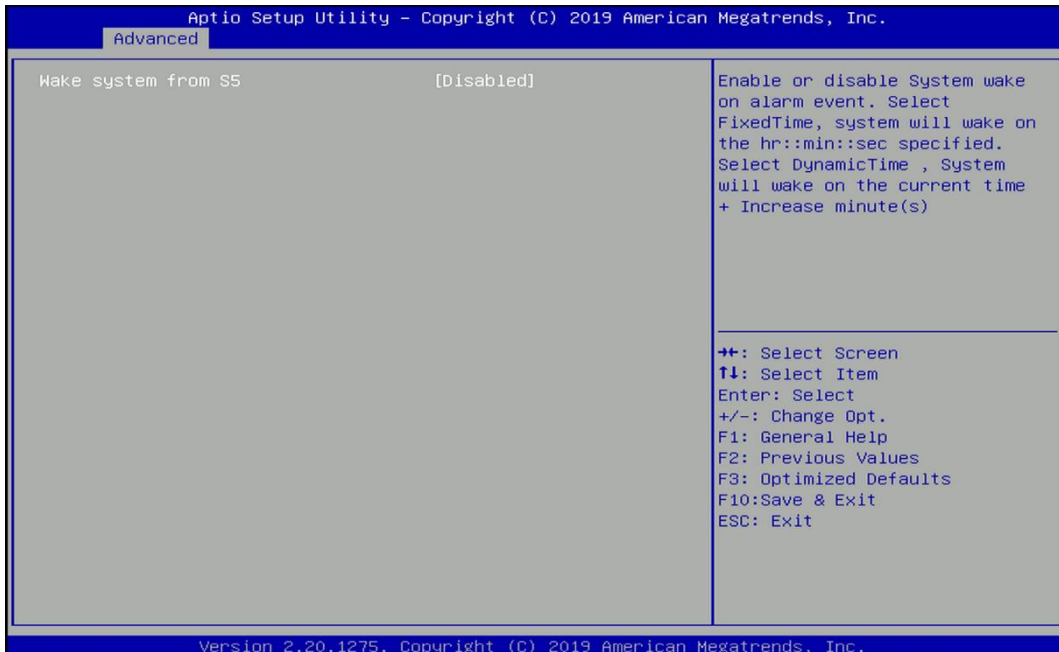 Aptio Setup Utility – Copyright (C) 2019 American Megatrends, Inc.
Advanced
Wake system from S5 [Disabled]
Enable or disable System wake
on alarm event. Select
FixedTime, system will wake on
the hr::min::sec specified.
Select DynamicTime , System
will wake on the current time
+ Increase minute(s)
→←: Select Screen
↑↓: Select Item
Enter: Select
+/-: Change Opt.
F1: General Help
F2: Previous Values
F3: Optimized Defaults
F10:Save & Exit
ESC: Exit
Version 2.20.1275. Copyright (C) 2019 American Megatrends, Inc.